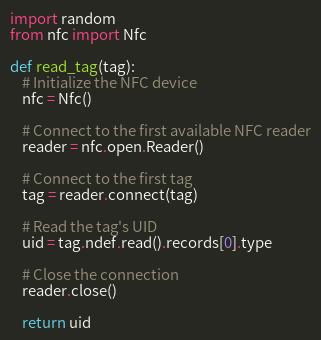 import random
from nfc import Nfc
def read_tag(tag):
# Initialize the NFC device
nfc = Nfc()
# Connect to the first available NFC reader
reader = nfc.open.Reader()
# Connect to the first tag
tag = reader.connect(tag)
# Read the tag's UID
uid = tag.ndef.read().records[0].type
# Close the connection
reader.close()
return uid